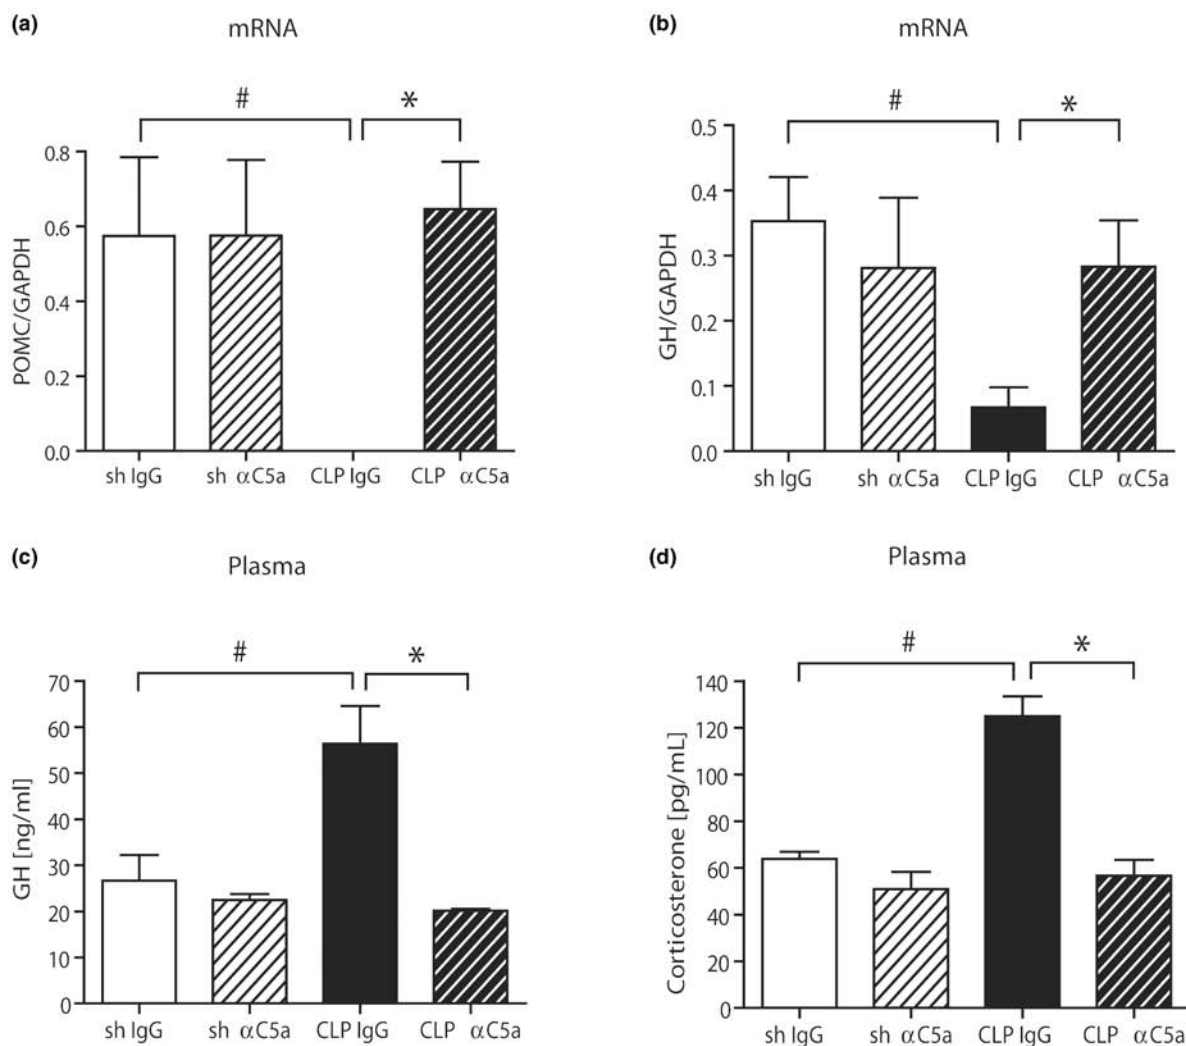 (a)
mRNA
# *
POMC/GAPDH
0.8
0.6
0.4
0.2
0.0
sh IgG sh αC5a CLP IgG CLP αC5a
(b)
mRNA
# *
GH/GAPDH
0.5
0.4
0.3
0.2
0.1
0.0
sh IgG sh αC5a CLP IgG CLP αC5a
(c)
Plasma
# *
GH [ng/ml]
70
60
50
40
30
20
10
0
sh IgG sh αC5a CLP IgG CLP αC5a
(d)
Plasma
# *
Corticosterone [pg/mL]
140
120
100
80
60
40
60
0
sh IgG sh αC5a CLP IgG CLP αC5a